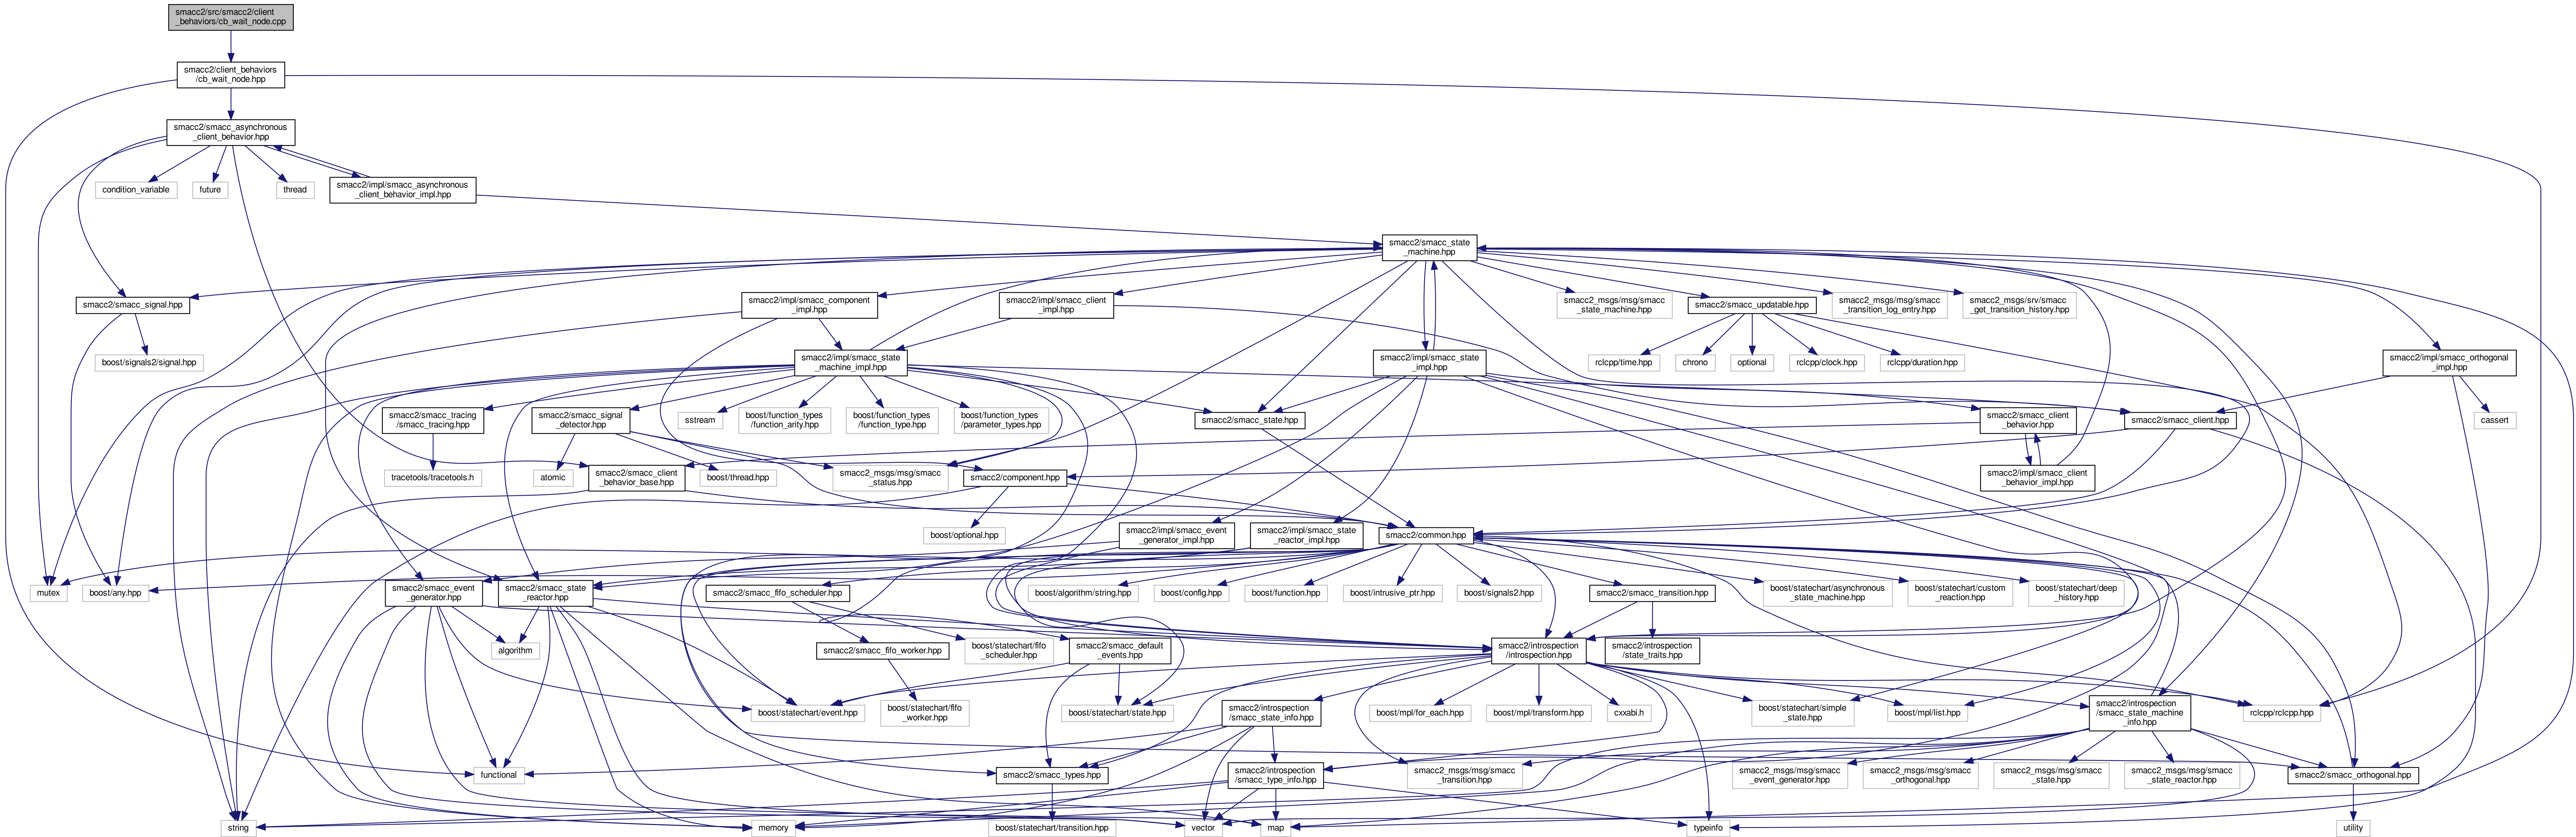 smacc2/src/smacc2/client
_behaviors/cb_wait_node.cpp
smacc2/client_behaviors
/cb_wait_node.hpp
smacc2/smacc_asynchronous
_client_behavior.hpp
condition_variable
future
thread
smacc2/impl/smacc_asynchronous
_client_behavior_impl.hpp
smacc2/smacc_state
_machine.hpp
smacc2/smacc_signal.hpp
smacc2/impl/smacc_component
_impl.hpp
smacc2/impl/smacc_client
_impl.hpp
smacc2_msgs/msg/smacc
_state_machine.hpp
smacc2/smacc_updatable.hpp
smacc2_msgs/msg/smacc
_transition_log_entry.hpp
smacc2_msgs/srv/smacc
_get_transition_history.hpp
boost/signals2/signal.hpp
smacc2/impl/smacc_state
_machine_impl.hpp
smacc2/impl/smacc_state
_impl.hpp
rclcpp/time.hpp
chrono
optional
rclcpp/clock.hpp
rclcpp/duration.hpp
smacc2/impl/smacc_orthogonal
_impl.hpp
smacc2/smacc_tracing
/smacc_tracing.hpp
smacc2/smacc_signal
_detector.hpp
sstream
boost/function_types
/function_arity.hpp
boost/function_types
/function_type.hpp
boost/function_types
/parameter_types.hpp
smacc2/smacc_state.hpp
smacc2/smacc_client
_behavior.hpp
smacc2/smacc_client.hpp
cassert
tracetools/tracetools.h
smacc2/smacc_client
_behavior_base.hpp
atomic
boost/thread.hpp
smacc2_msgs/msg/smacc
_status.hpp
smacc2/component.hpp
smacc2/impl/smacc_client
_behavior_impl.hpp
boost/optional.hpp
smacc2/impl/smacc_event
_generator_impl.hpp
smacc2/impl/smacc_state
_reactor_impl.hpp
smacc2/common.hpp
mutex
boost/any.hpp
smacc2/smacc_event
_generator.hpp
smacc2/smacc_state
_reactor.hpp
smacc2/smacc_fifo_scheduler.hpp
boost/algorithm/string.hpp
boost/config.hpp
boost/function.hpp
boost/intrusive_ptr.hpp
boost/signals2.hpp
smacc2/smacc_transition.hpp
boost/statechart/asynchronous
_state_machine.hpp
boost/statechart/custom
_reaction.hpp
boost/statechart/deep
_history.hpp
algorithm
smacc2/smacc_fifo_worker.hpp
boost/statechart/fifo
_scheduler.hpp
smacc2/smacc_default
_events.hpp
smacc2/introspection
/introspection.hpp
smacc2/introspection
/state_traits.hpp
boost/statechart/event.hpp
boost/statechart/fifo
_worker.hpp
boost/statechart/state.hpp
smacc2/introspection
/smacc_state_info.hpp
boost/mpl/for_each.hpp
boost/mpl/transform.hpp
cxxabi.h
boost/statechart/simple
_state.hpp
boost/mpl/list.hpp
smacc2/introspection
/smacc_state_machine
_info.hpp
rclcpp/rclcpp.hpp
functional
smacc2/smacc_types.hpp
smacc2/introspection
/smacc_type_info.hpp
smacc2_msgs/msg/smacc
_transition.hpp
smacc2_msgs/msg/smacc
_event_generator.hpp
smacc2_msgs/msg/smacc
_orthogonal.hpp
smacc2_msgs/msg/smacc
_state.hpp
smacc2_msgs/msg/smacc
_state_reactor.hpp
smacc2/smacc_orthogonal.hpp
string
memory
boost/statechart/transition.hpp
vector
map
typeinfo
utility